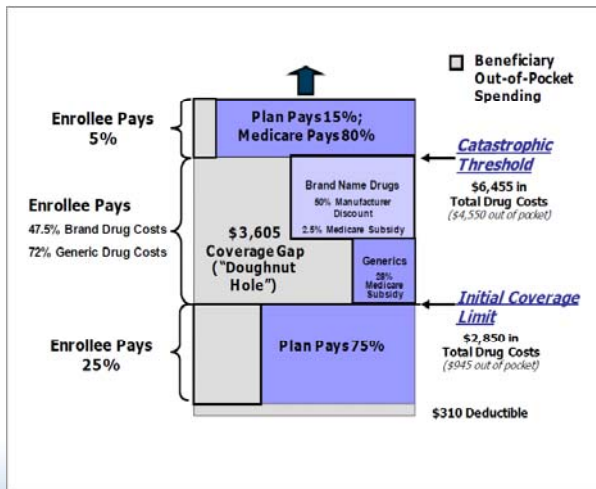 Beneficiary
Out-of-Pocket
Spending
Enrollee Pays
5%
Plan Pays 15%;
Medicare Pays 80%
Catastrophic
Threshold
$6,455 in
Total Drug Costs
($4,550 out of pocket)
Enrollee Pays
47.5% Brand Drug Costs
72% Generic Drug Costs
$3,605
Coverage Gap
("Doughnut
Hole")
Brand Name Drugs
50% Manufacturer
Discount
2.5% Medicare Subsidy
Generics
28%
Medicare
Subsidy
Initial Coverage
Limit
$2,850 in
Total Drug Costs
($945 out of pocket)
Enrollee Pays
25%
Plan Pays 75%
$310 Deductible